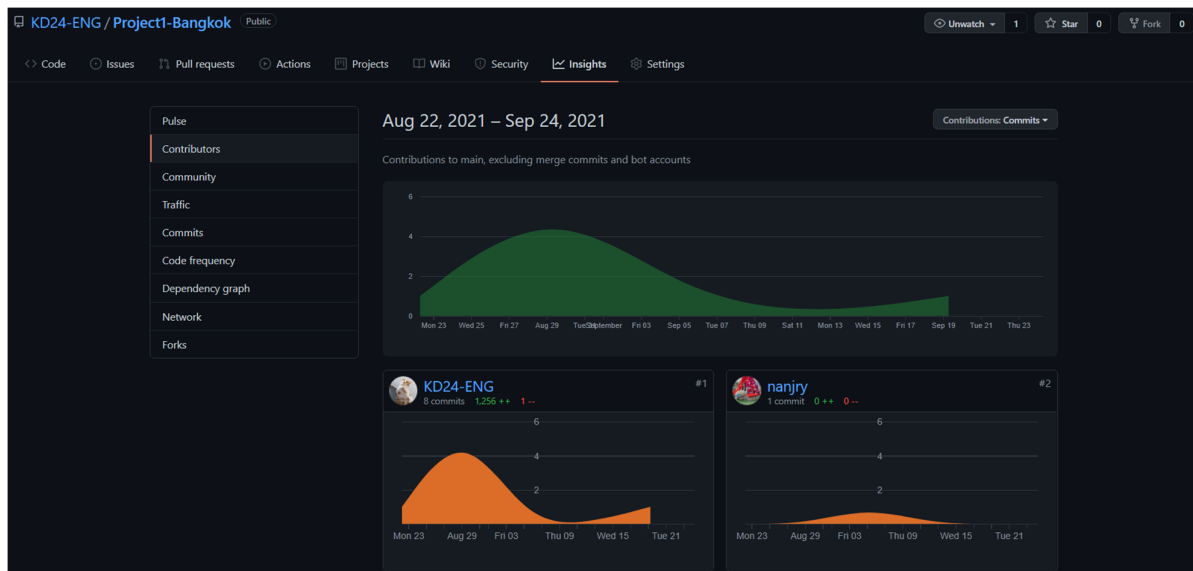 KD24-ENG / Project1-Bangkok Public Unwatch 1 Star 0 Fork 0
Code Issues Pull requests Actions Projects Wiki Security Insights Settings
Pulse
Contributors
Community
Traffic
Commits
Code frequency
Dependency graph
Network
Forks
Aug 22, 2021 – Sep 24, 2021 Contributions: Commits
Contributions to main, excluding merge commits and bot accounts
6
4
2
0
Mon 23 Wed 25 Fri 27 Aug 29 Tue 31 September Fri 03 Sep 05 Tue 07 Thu 09 Sat 11 Mon 13 Wed 15 Fri 17 Sep 19 Tue 21 Thu 23
KD24-ENG #1
8 commits 1,256 ++ 1 --
6
4
2
Mon 23 Aug 29 Fri 03 Thu 09 Wed 15 Tue 21
nanjry #2
1 commit 0 ++ 0 --
6
4
2
Mon 23 Aug 29 Fri 03 Thu 09 Wed 15 Tue 21